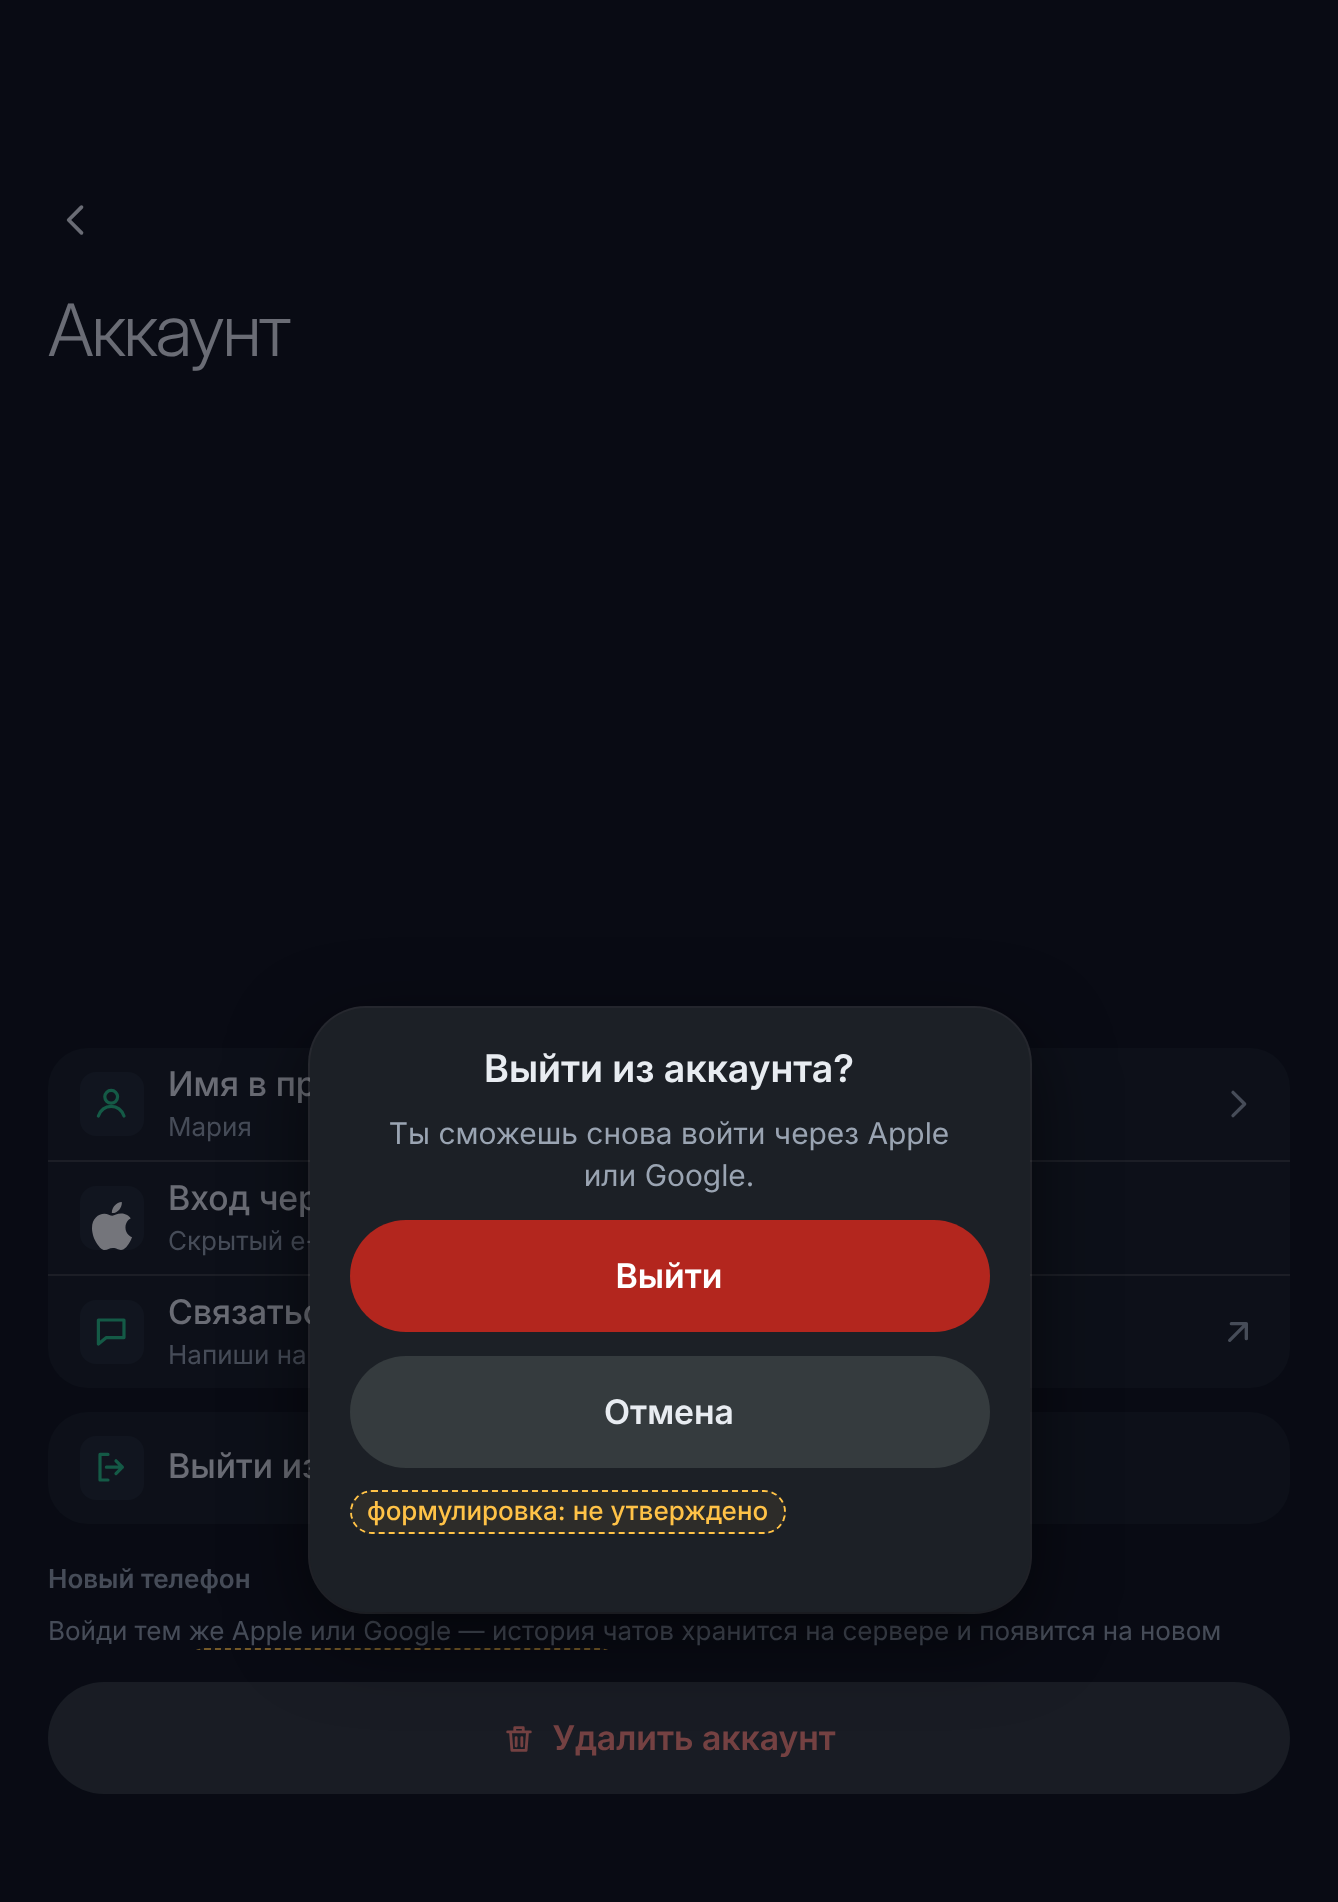 Аккаунт
Выйти из аккаунта?
Ты сможешь снова войти через Apple
или Google.
Выйти
Отмена
формулировка: не утверждено
Имя в пр
Мария
Вход чер
Скрытый e-
Связатьс
Напиши на
Выйти из
Новый телефон
Войди тем же Apple или Google — история чатов хранится на сервере и появится на новом
Удалить аккаунт